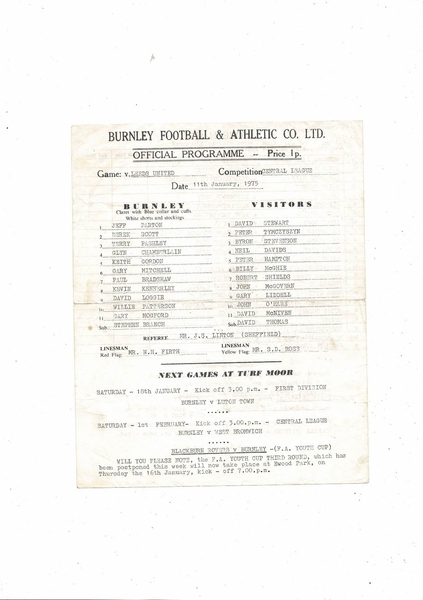 BURNLEY FOOTBALL & ATHLETIC CO. LTD.
OFFICIAL PROGRAMME -- Price 1p.
Game: v. LEEDS UNITED Competition CENTRAL LEAGUE
Date 11th January, 1975
BURNLEY VISITORS
Claret with Blue collar and cuffs.
White shorts and stockings
1 JEFF PARTON 1 DAVID STEWART
2 DEREK SCOTT 2 PETER TYMCZYSZYN
3 TERRY PASHLEY 3 BYRON STEVENSON
4 GLYN CHAMBERLAIN 4 NEIL DAVIDS
5 KEITH GORDON 5 PETER HAMPTON
6 GARY MITCHELL 6 BILLY McGHIE
7 PAUL BRADSHAW 7 ROBERT SHIELDS
8 KEVIN KENNERLEY 8 JOHN McGOVERN
9 DAVID LOGGIE 9 GARY LIDDELL
10 WILLIE PATTERSON 10 JOHN O'HARE
11 GARY MOGFORD 11 DAVID McNIVEN
Sub: STEPHEN BRANCH Sub: DAVID THOMAS
REFEREE MR. J.S. LINTON (SHEFFIELD)
LINESMAN LINESMAN
Red Flag: MR. H.H. FIRTH Yellow Flag: MR. S.D. BOST
NEXT GAMES AT TURF MOOR
SATURDAY - 18th JANUARY - Kick off 3.00 p.m. - FIRST DIVISION
BURNLEY v LUTON TOWN
......
SATURDAY - 1st FEBRUARY- Kick off 3.00 p.m. - CENTRAL LEAGUE
BURNLEY v WEST BROMWICH
......
BLACKBURN ROVERS v BURNLEY -(F.A. YOUTH CUP)
WILL YOU PLEASE NOTE, the F.A. YOUTH CUP THIRD ROUND, which has
been postponed this week will now take place at Ewood Park, on
Thursday the 16th January, kick - off 7.00.p.m.